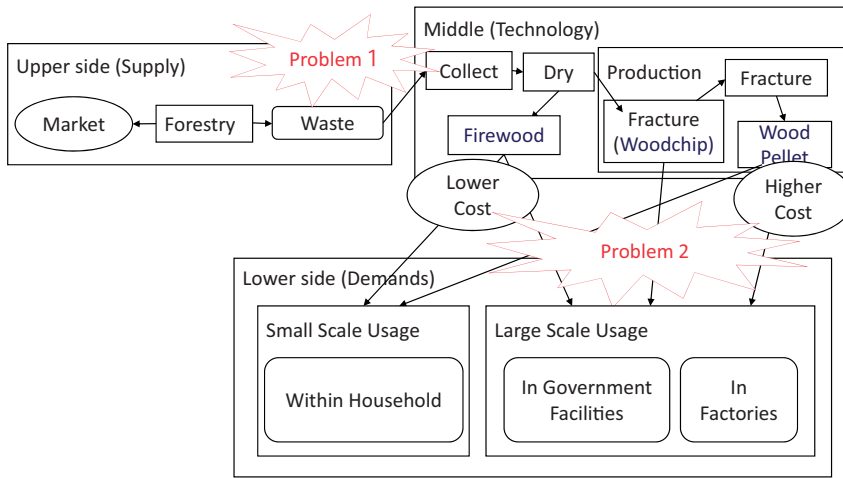 Middle (Technology)
Problem 1
Upper side (Supply)
Collect
Dry
Production
Fracture
Market
Forestry
Waste
Firewood
Fracture
(Woodchip)
Wood
Pellet
Lower
Cost
Higher
Cost
Problem 2
Lower side (Demands)
Small Scale Usage
Large Scale Usage
Within Household
In Government
Facilities
In
Factories